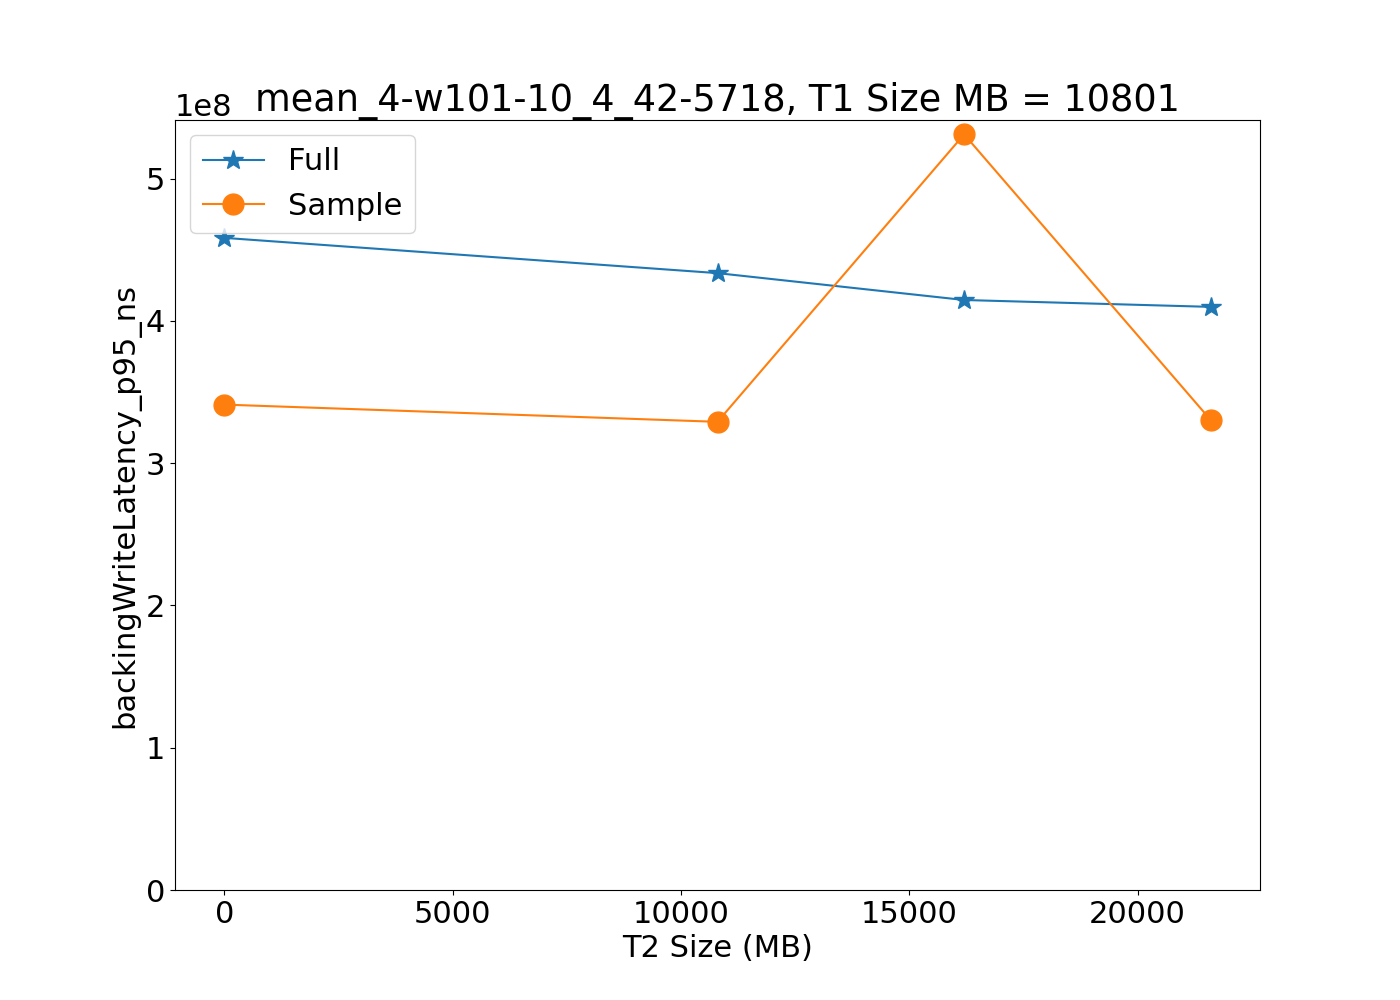 1e8
mean_4-w101-10_4_42-5718, T1 Size MB = 10801
Full
Sample
backingWriteLatency_p95_ns
5
4
3
2
1
0
0 5000 10000 15000 20000
T2 Size (MB)